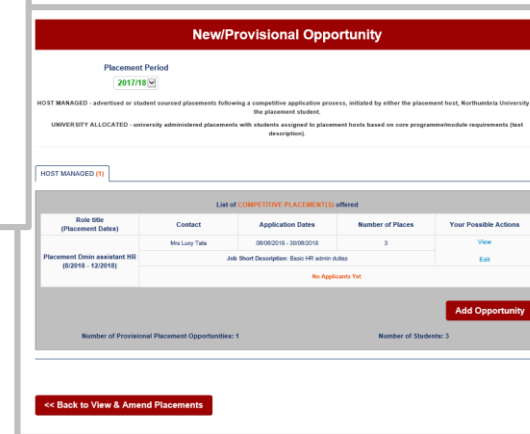 New/Provisional Opportunity
Placement Period
2017/18
HOST MANAGED - advertised or student sourced placements following a competitive application process, initiated by either the placement host, Northumbria University
the placement student.
UNIVERSITY ALLOCATED - university administered placements with students assigned to placement hosts based on core programme/module requirements (text
description).
HOST MANAGED (1)
List of COMPETITIVE PLACEMENT(S) offered
Role title
(Placement Dates) Contact Application Dates Number of Places Your Possible Actions
Placement Dmin assistant HR
(8/2018 - 12/2018)
Mrs Lucy Tate 06/06/2018 - 30/06/2018 3 View
Job Short Description: Basic HR admin duties Edit
No Applicants Yet
Add Opportunity
Number of Provisional Placement Opportunities: 1 Number of Students: 3
<< Back to View & Amend Placements